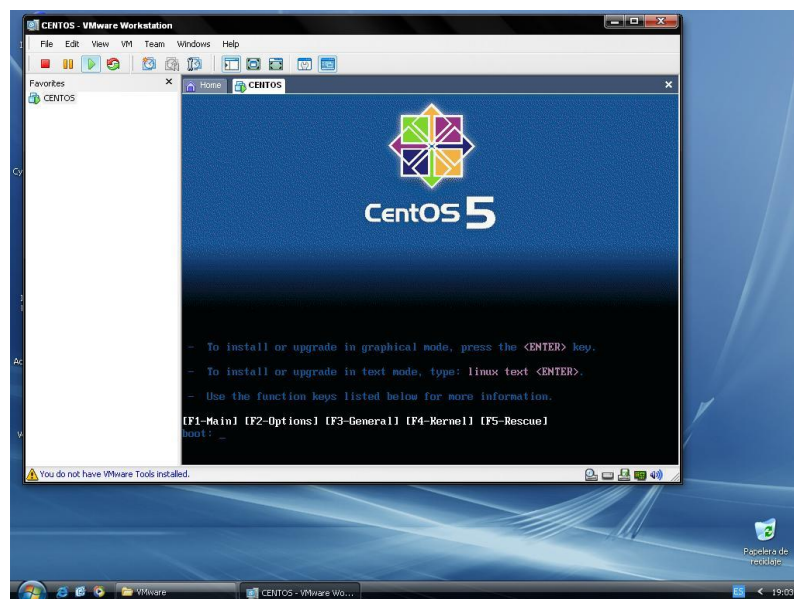 CENTOS - VMware Workstation
File Edit View VM Team Windows Help
Favorites
CENTOS
Home
CENTOS
CentOS 5
- To install or upgrade in graphical mode, press the <ENTER> key.
- To install or upgrade in text mode, type: linux text <ENTER>.
- Use the function keys listed below for more information.
[F1-Main] [F2-Options] [F3-General] [F4-Kernel] [F5-Rescue]
boot: _
You do not have VMware Tools installed.
Papelera de
reciclaje
VMware
CENTOS - VMware Wo...
ES
19:03